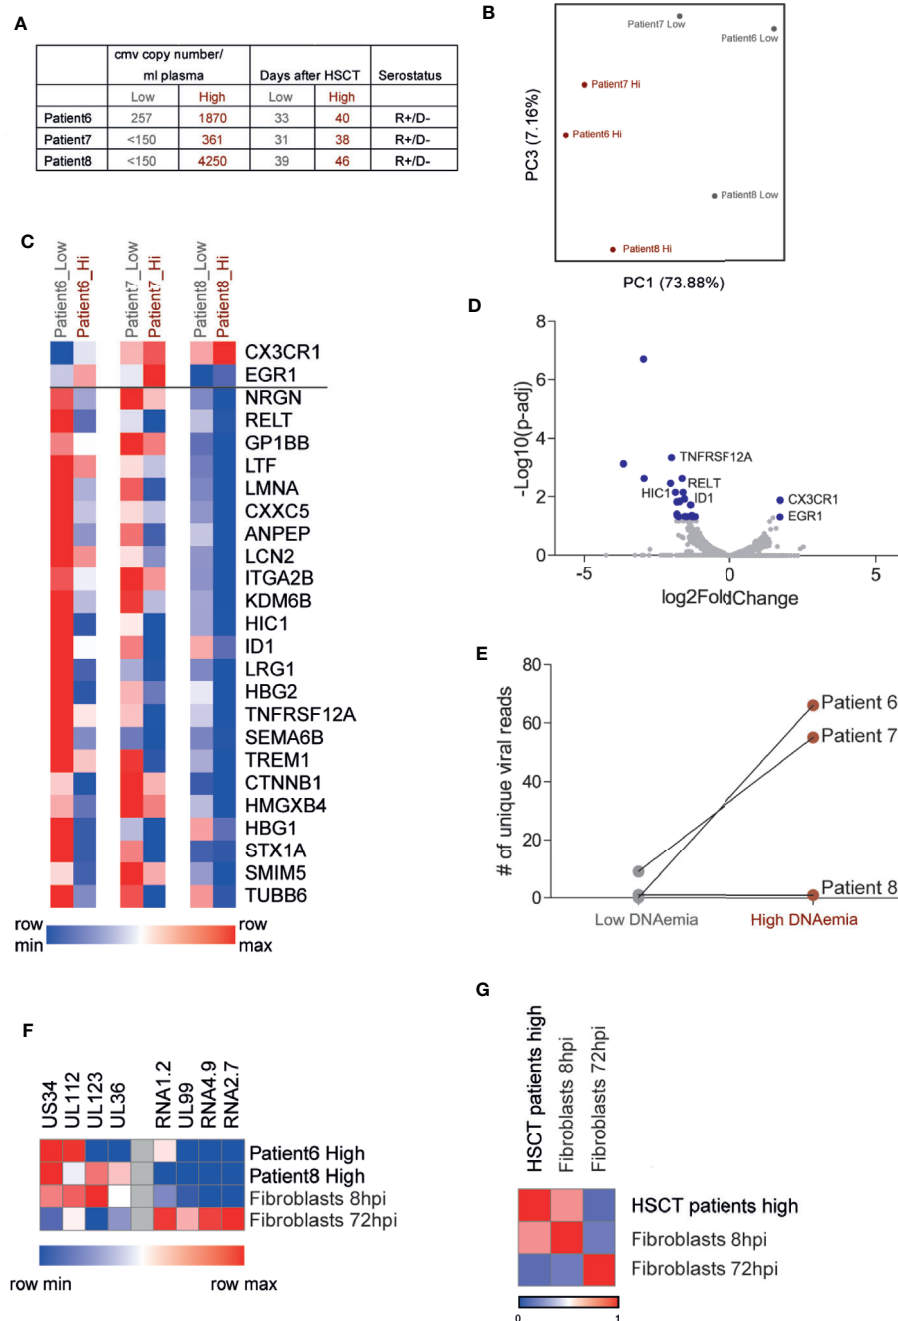 A
cmv copy number/
ml plasma
Days after HSCT
Serostatus
Low
High
Low
High
Patient6
257
1870
33
40
R+/D-
Patient7
<150
361
31
38
R+/D-
Patient8
<150
4250
39
46
R+/D-
B
Patient7 Low
Patient6 Low
Patient7 Hi
Patient6 Hi
Patient8 Low
Patient8 Hi
PC3 (7.16%)
PC1 (73.88%)
C
Patient6_Low
Patient6_Hi
Patient7_Low
Patient7_Hi
Patient8_Low
Patient8_Hi
CX3CR1
EGR1
NRGN
RELT
GP1BB
LTF
LMNA
CXXC5
ANPEP
LCN2
ITGA2B
KDM6B
HIC1
ID1
LRG1
HBG2
TNFRSF12A
SEMA6B
TREM1
CTNNB1
HMGXB4
HBG1
STX1A
SMIM5
TUBB6
row
min
row
max
D
8
6
4
2
0
-Log10(p-adj)
TNFRSF12A
RELT
HIC1
ID1
CX3CR1
EGR1
-5
0
5
log2FoldChange
E
80
60
40
20
0
# of unique viral reads
Patient 6
Patient 7
Patient 8
Low DNAemia
High DNAemia
F
US34
UL112
UL123
UL36
RNA1.2
UL99
RNA4.9
RNA2.7
Patient6 High
Patient8 High
Fibroblasts 8hpi
Fibroblasts 72hpi
row min
row max
G
HSCT patients high
Fibroblasts 8hpi
Fibroblasts 72hpi
HSCT patients high
Fibroblasts 8hpi
Fibroblasts 72hpi
0
1